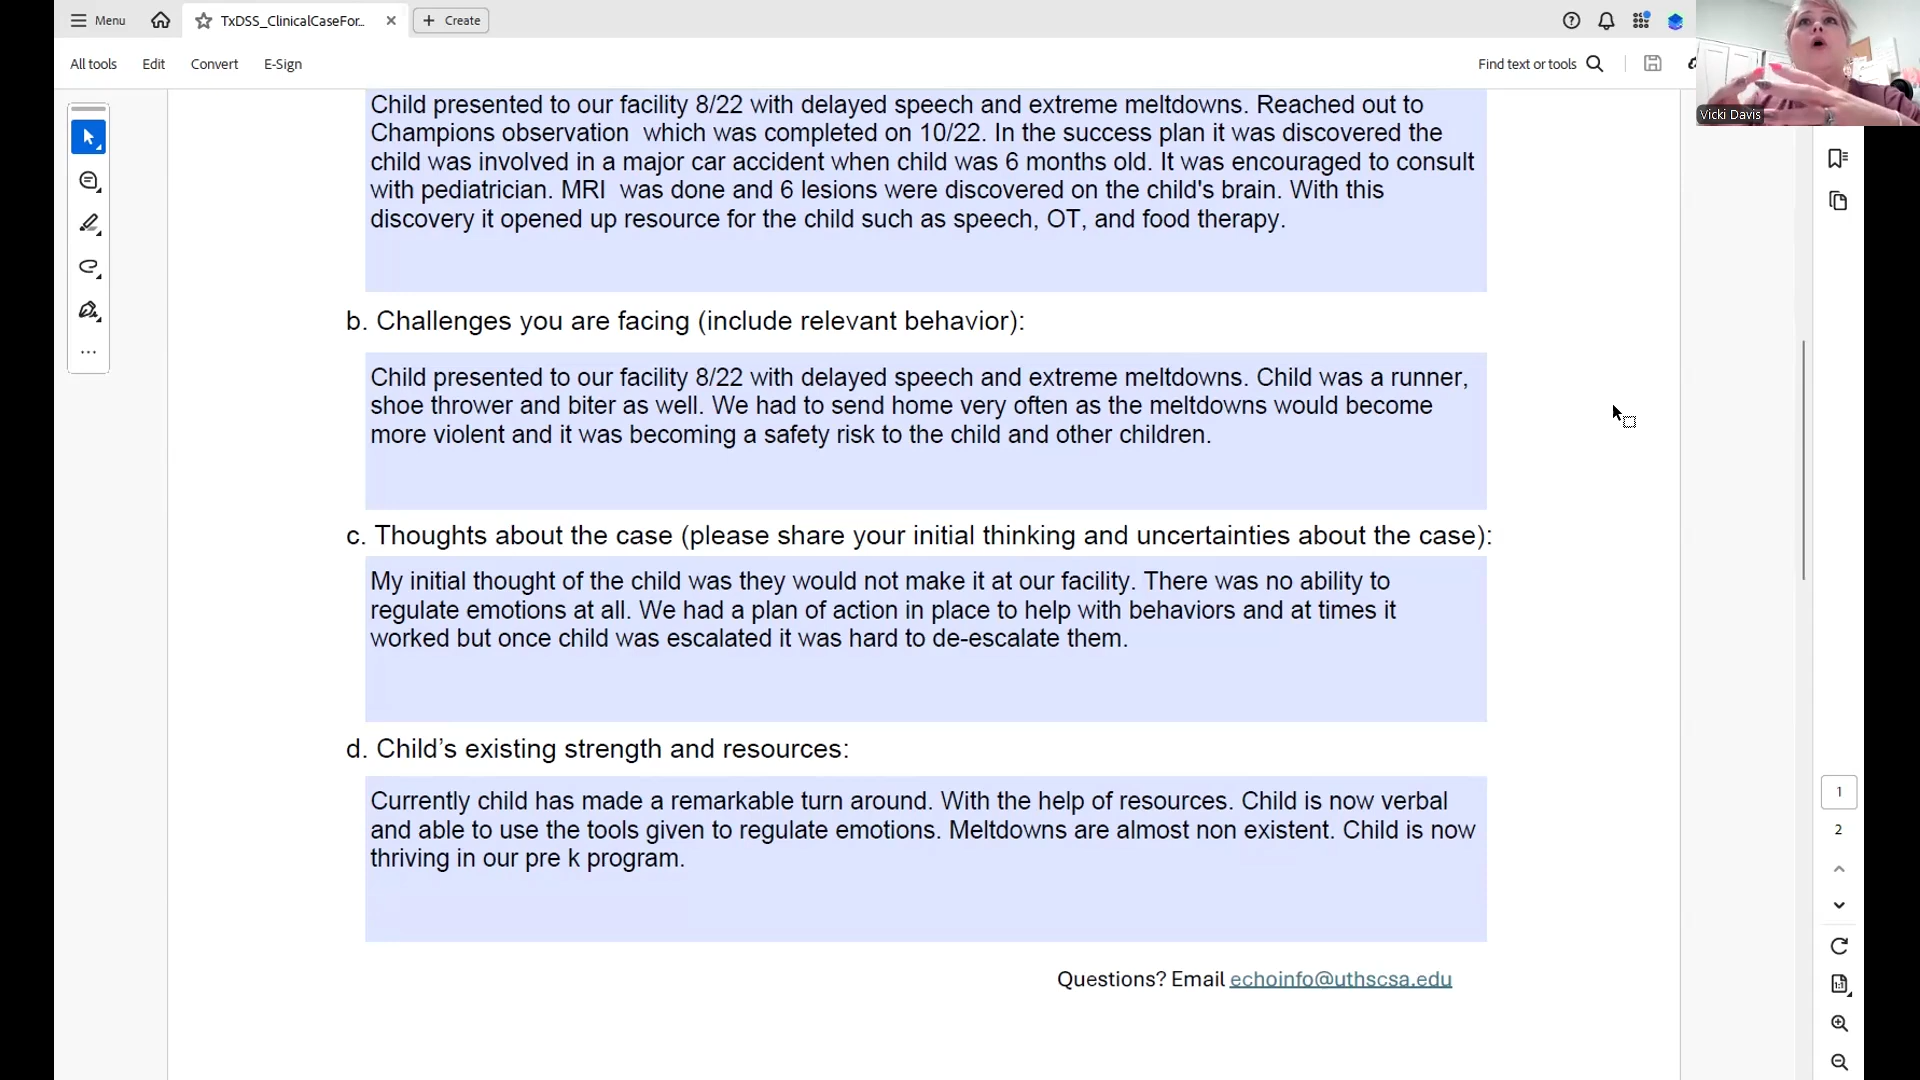 Menu
TxDSS_ClinicalCaseFor...
Create
All tools
Edit
Convert
E-Sign
Find text or tools
Vicki Davis
Child presented to our facility 8/22 with delayed speech and extreme meltdowns. Reached out to
Champions observation  which was completed on 10/22. In the success plan it was discovered the
child was involved in a major car accident when child was 6 months old. It was encouraged to consult
with pediatrician. MRI  was done and 6 lesions were discovered on the child's brain. With this
discovery it opened up resource for the child such as speech, OT, and food therapy.
b. Challenges you are facing (include relevant behavior):
Child presented to our facility 8/22 with delayed speech and extreme meltdowns. Child was a runner,
shoe thrower and biter as well. We had to send home very often as the meltdowns would become
more violent and it was becoming a safety risk to the child and other children.
c. Thoughts about the case (please share your initial thinking and uncertainties about the case):
My initial thought of the child was they would not make it at our facility. There was no ability to
regulate emotions at all. We had a plan of action in place to help with behaviors and at times it
worked but once child was escalated it was hard to de-escalate them.
d. Child’s existing strength and resources:
Currently child has made a remarkable turn around. With the help of resources. Child is now verbal
and able to use the tools given to regulate emotions. Meltdowns are almost non existent. Child is now
thriving in our pre k program.
Questions? Email echoinfo@uthscsa.edu
1
2
1:1